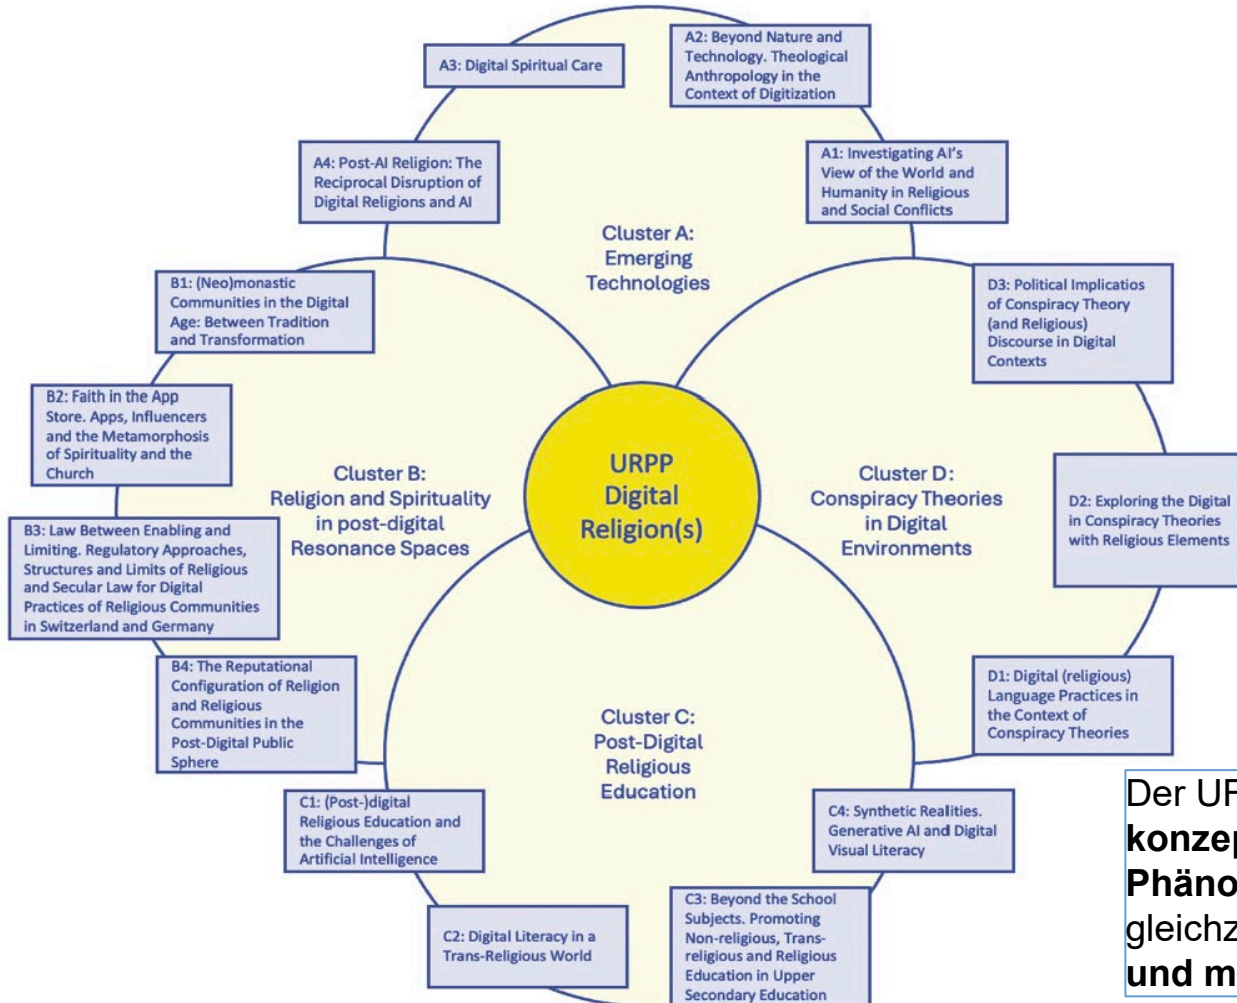 A3: Digital Spiritual Care
A2: Beyond Nature and
Technology. Theological
Anthropology in the
Context of Digitization
A4: Post-AI Religion: The
Reciprocal Disruption of
Digital Religions and AI
A1: Investigating AI's
View of the World and
Humanity in Religious
and Social Conflicts
Cluster A:
Emerging
Technologies
B1: (Neo)monastic
Communities in the Digital
Age: Between Tradition
and Transformation
D3: Political Implicatios
of Conspiracy Theory
(and Religious)
Discourse in Digital
Contexts
B2: Faith in the App
Store. Apps, Influencers
and the Metamorphosis
of Spirituality and the
Church
Cluster B:
Religion and Spirituality
in post-digital
Resonance Spaces
URPP
Digital
Religion(s)
Cluster D:
Conspiracy Theories
in Digital
Environments
D2: Exploring the Digital
in Conspiracy Theories
with Religious Elements
B3: Law Between Enabling and
Limiting. Regulatory Approaches,
Structures and Limits of Religious
and Secular Law for Digital
Practices of Religious Communities
in Switzerland and Germany
B4: The Reputational
Configuration of Religion
and Religious
Communities in the
Post-Digital Public
Sphere
D1: Digital (religious)
Language Practices in
the Context of
Conspiracy Theories
Cluster C:
Post-Digital
Religious
Education
C1: (Post-)digital
Religious Education and
the Challenges of
Artificial Intelligence
C4: Synthetic Realities.
Generative AI and Digital
Visual Literacy
C2: Digital Literacy in a
Trans-Religious World
C3: Beyond the School
Subjects. Promoting
Non-religious, Trans-
religious and Religious
Education in Upper
Secondary Education
Der
und